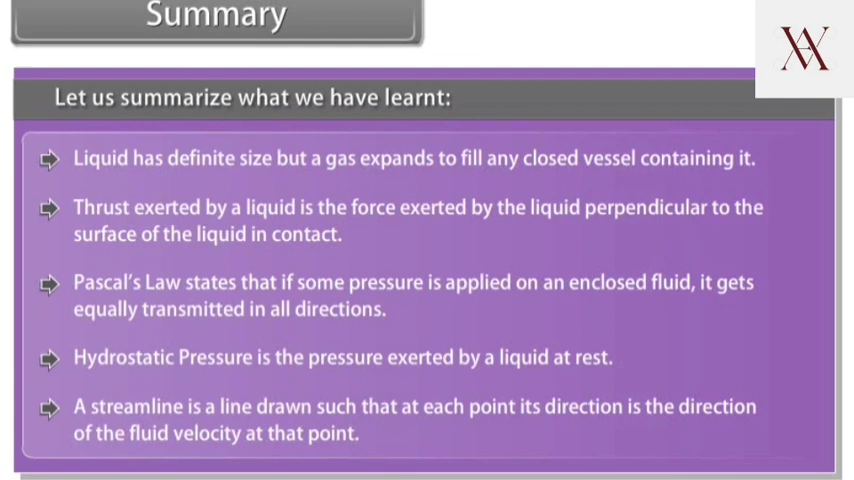 Summary
Let us summarize what we have learnt:
Liquid has definite size but a gas expands to fill any closed vessel containing it.
Thrust exerted by a liquid is the force exerted by the liquid perpendicular to the
surface of the liquid in contact.
Pascal's Law states that if some pressure is applied on an enclosed fluid, it gets
equally transmitted in all directions.
Hydrostatic Pressure is the pressure exerted by a liquid at rest.
A streamline is a line drawn such that at each point its direction is the direction
of the fluid velocity at that point.